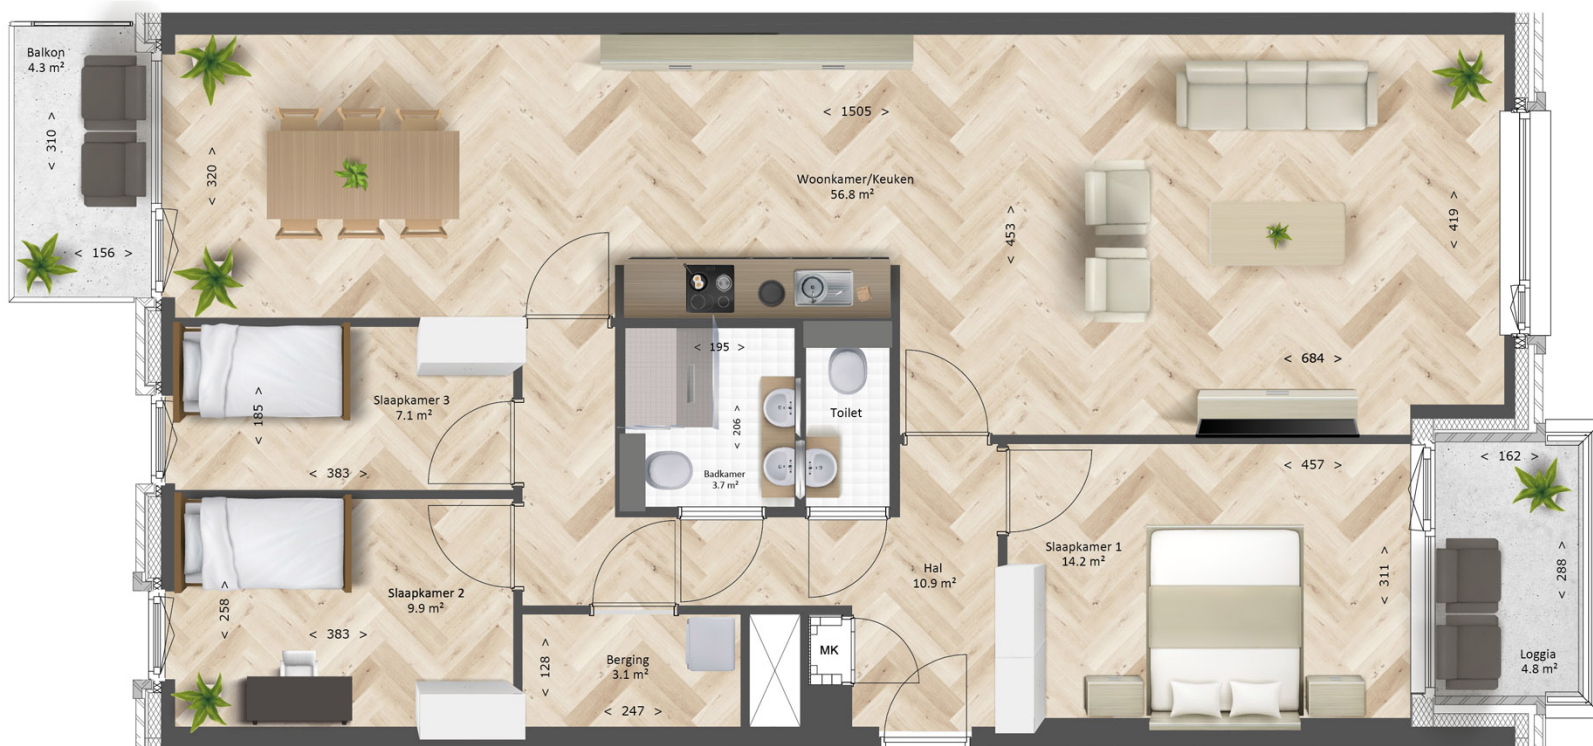 Balkon
4.3 m²
< 310 >
< 156 >
< 320 >
< 1505 >
Woonkamer/Keuken
56.8 m²
< 453 >
< 419 >
< 684 >
< 195 >
< 206 >
Badkamer
3.7 m²
Toilet
Slaapkamer 3
7.1 m²
< 185 >
< 383 >
Slaapkamer 2
9.9 m²
< 258 >
< 383 >
Berging
3.1 m²
< 128 >
< 247 >
MK
Hal
10.9 m²
Slaapkamer 1
14.2 m²
< 457 >
< 311 >
< 162 >
< 288 >
Loggia
4.8 m²